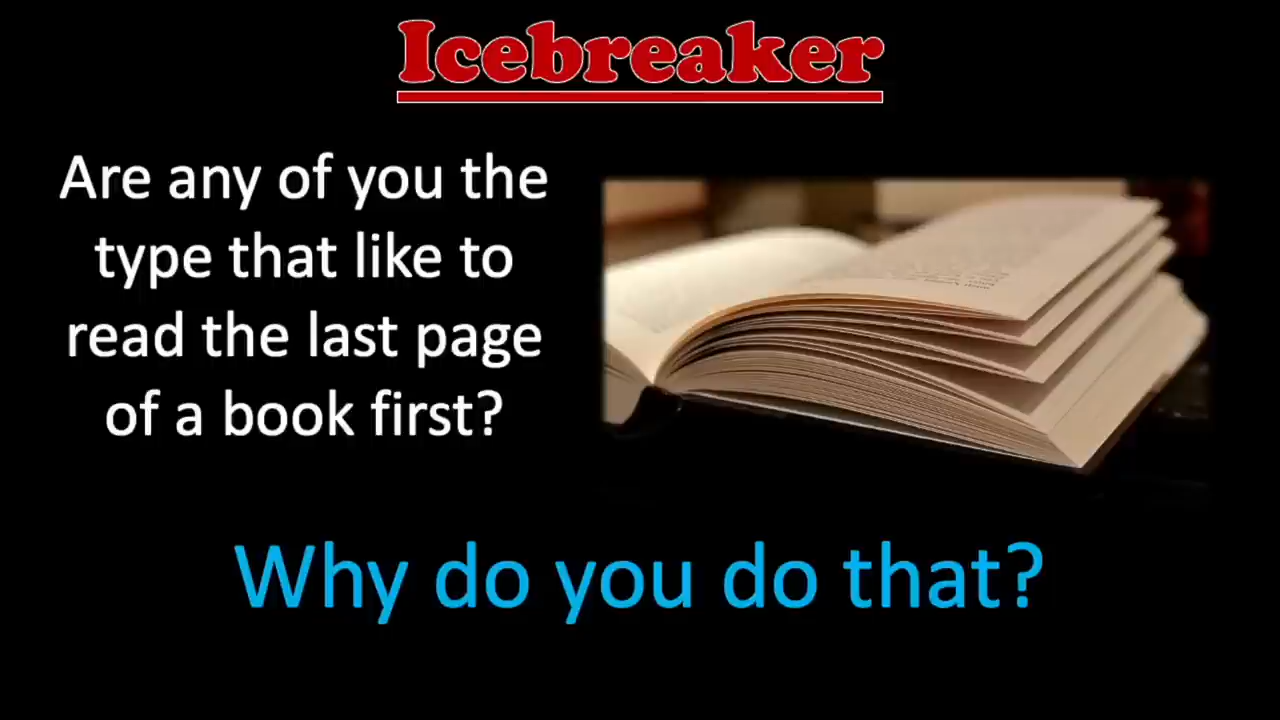 Icebreaker
Are any of you the
type that like to
read the last page
of a book first?
Why do you do that?